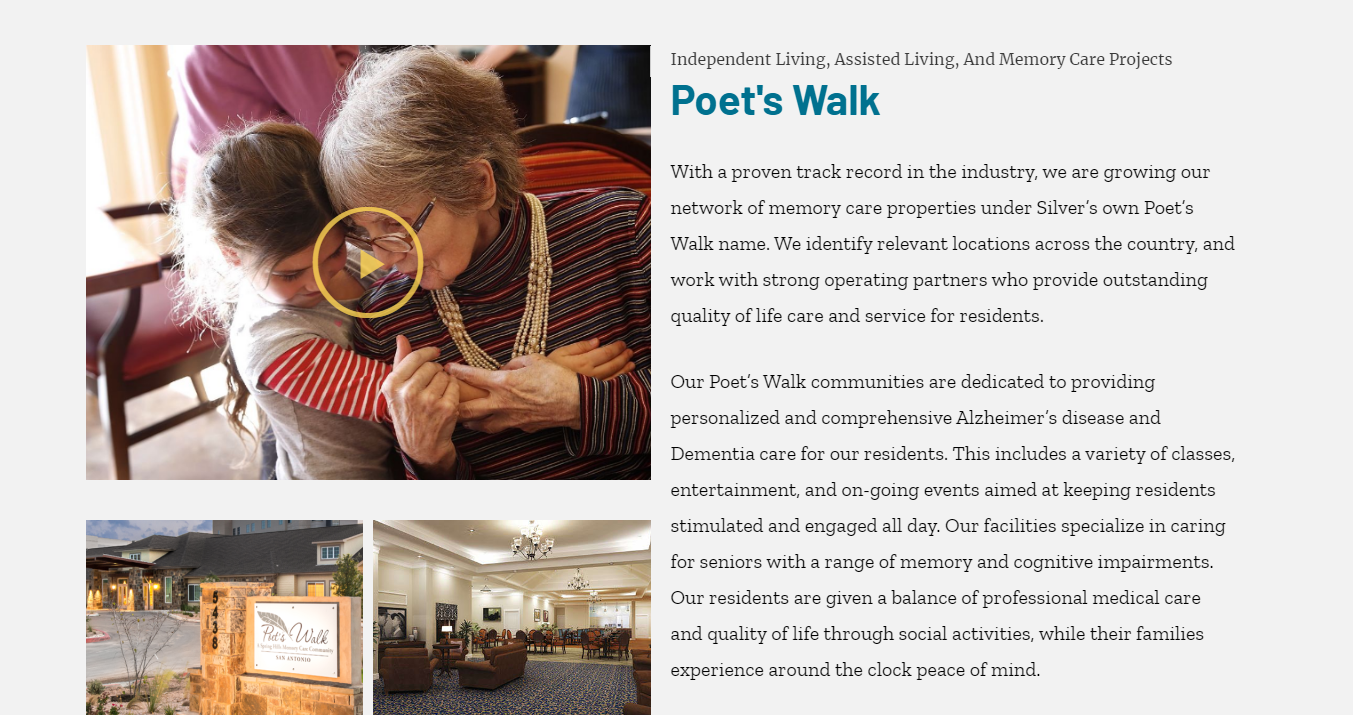 Independent Living, Assisted Living, And Memory Care Projects
Poet's Walk
With a proven track record in the industry, we are growing our
network of memory care properties under Silver’s own Poet’s
Walk name. We identify relevant locations across the country, and
work with strong operating partners who provide outstanding
quality of life care and service for residents.
Our Poet’s Walk communities are dedicated to providing
personalized and comprehensive Alzheimer’s disease and
Dementia care for our residents. This includes a variety of classes,
entertainment, and on-going events aimed at keeping residents
stimulated and engaged all day. Our facilities specialize in caring
for seniors with a range of memory and cognitive impairments.
Our residents are given a balance of professional medical care
and quality of life through social activities, while their families
experience around the clock peace of mind.
5438
Poet's Walk
A Spring Hills Memory Care Community
SAN ANTONIO